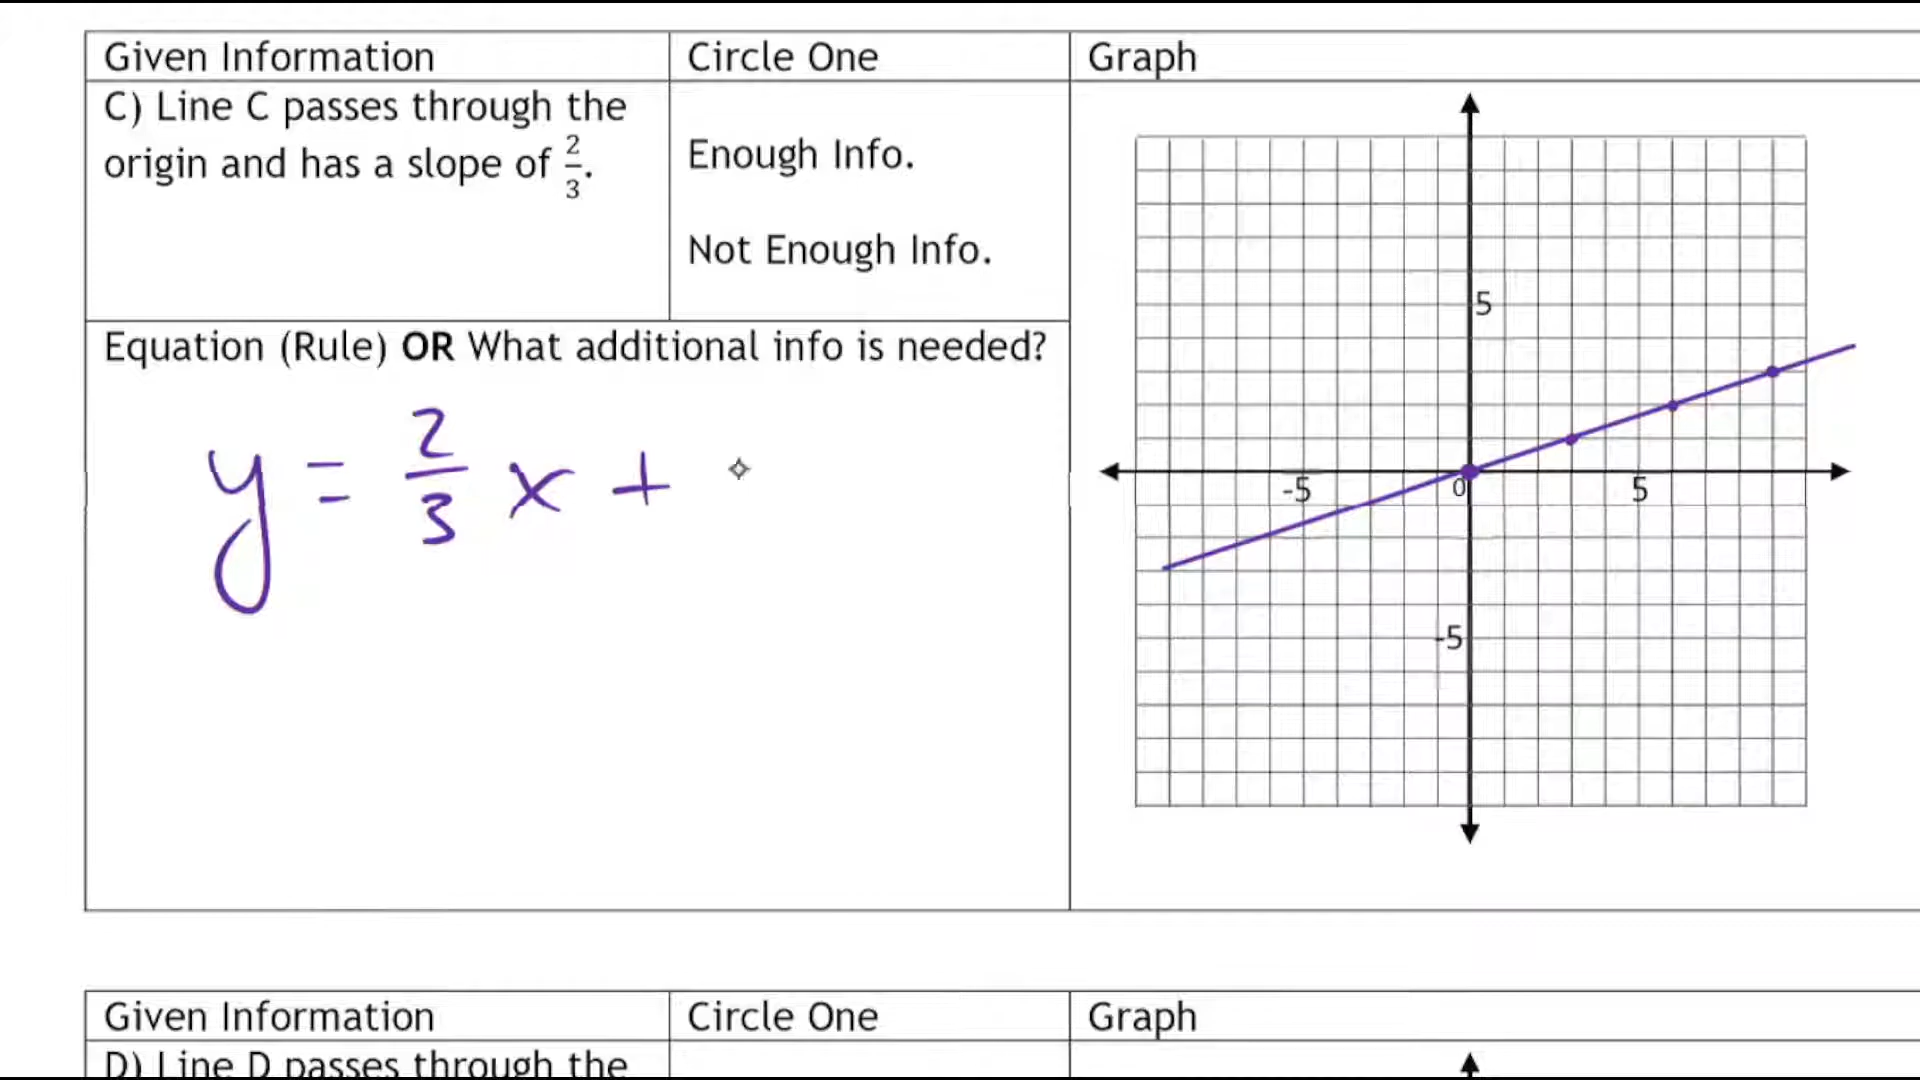 Given Information
Circle One
Graph
C) Line C passes through the
origin and has a slope of 2/3.
Enough Info.
Not Enough Info.
Equation (Rule) OR What additional info is needed?
y = 2/3 x +
5
-5
0
5
-5
Given Information
Circle One
Graph
D) Line D passes through the